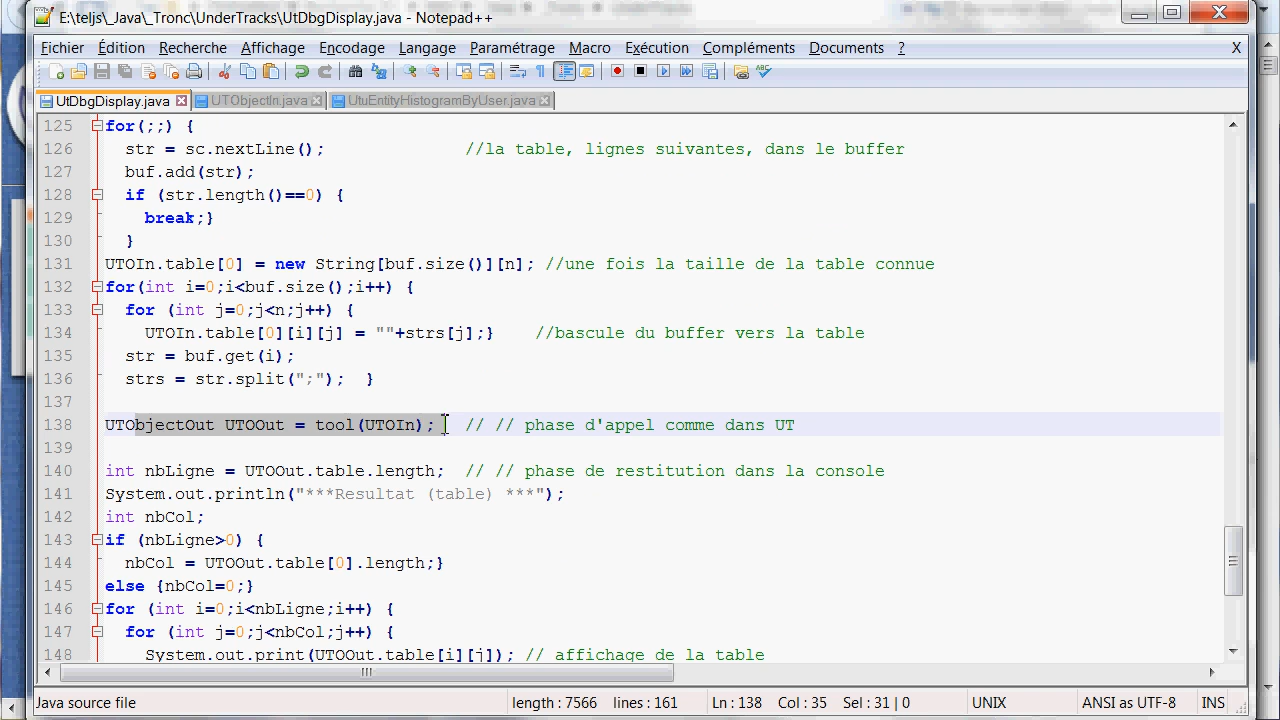 E:\teljs\_Java\_Tronc\UnderTracks\UtDbgDisplay.java - Notepad++
Fichier Édition Recherche Affichage Encodage Langage Paramétrage Macro Exécution Compléments Documents ? X
UtDbgDisplay.java UTObjectIn.java UtuEntityHistogramByUser.java
125 for(;;) {
126 str = sc.nextLine(); //la table, lignes suivantes, dans le buffer
127 buf.add(str);
128 if (str.length()==0) {
129 break;}
130 }
131 UTOIn.table[0] = new String[buf.size()][n]; //une fois la taille de la table connue
132 for(int i=0;i<buf.size();i++) {
133 for (int j=0;j<n;j++) {
134 UTOIn.table[0][i][j] = ""+strs[j];} //bascule du buffer vers la table
135 str = buf.get(i);
136 strs = str.split(";"); }
137
138 UTObjectOut UTOOut = tool(UTOIn); // // phase d'appel comme dans UT
139
140 int nbLigne = UTOOut.table.length; // // phase de restitution dans la console
141 System.out.println("***Resultat (table) ***");
142 int nbCol;
143 if (nbLigne>0) {
144 nbCol = UTOOut.table[0].length;}
145 else {nbCol=0;}
146 for (int i=0;i<nbLigne;i++) {
147 for (int j=0;j<nbCol;j++) {
148 System.out.print(UTOOut.table[i][j]); // affichage de la table
Java source file length : 7566 lines : 161 Ln : 138 Col : 35 Sel : 31 | 0 UNIX ANSI as UTF-8 INS